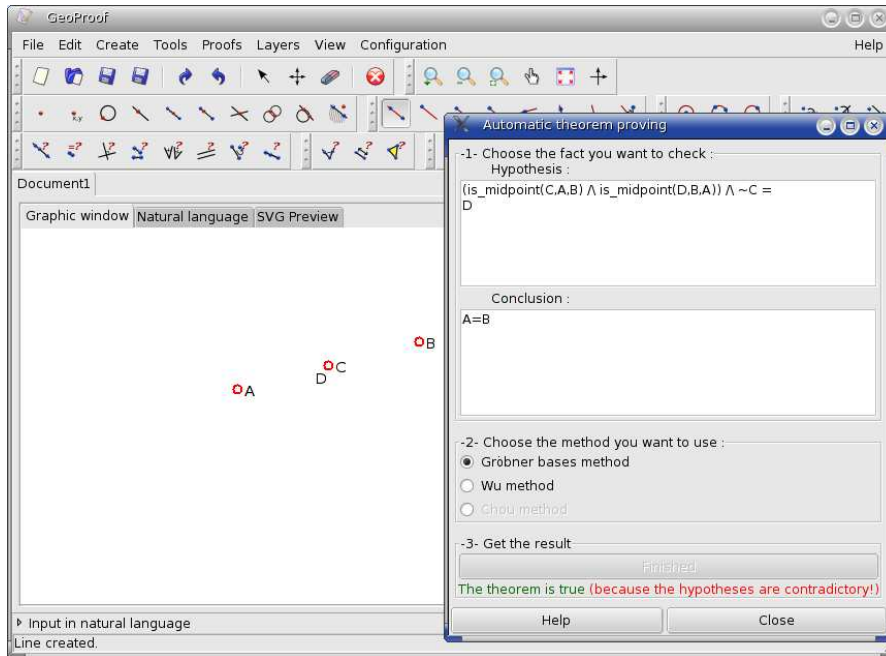 GeoProof
File Edit Create Tools Proofs Layers View Configuration Help
x,y
Document1
Graphic window Natural language SVG Preview
A
D
C
B
Input in natural language
Line created.
Automatic theorem proving
-1- Choose the fact you want to check :
Hypothesis :
(is_midpoint(C,A,B) /\ is_midpoint(D,B,A)) /\ ~C =
D
Conclusion :
A=B
-2- Choose the method you want to use :
Gröbner bases method
Wu method
Chou method
-3- Get the result
Finished
The theorem is true (because the hypotheses are contradictory!)
Help Close